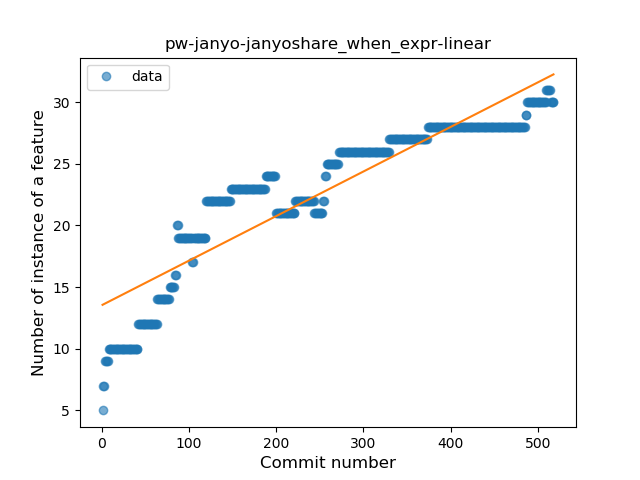 pw-janyo-janyoshare_when_expr-linear
data
Number of instance of a feature
30
25
20
15
10
5
0 100 200 300 400 500
Commit number